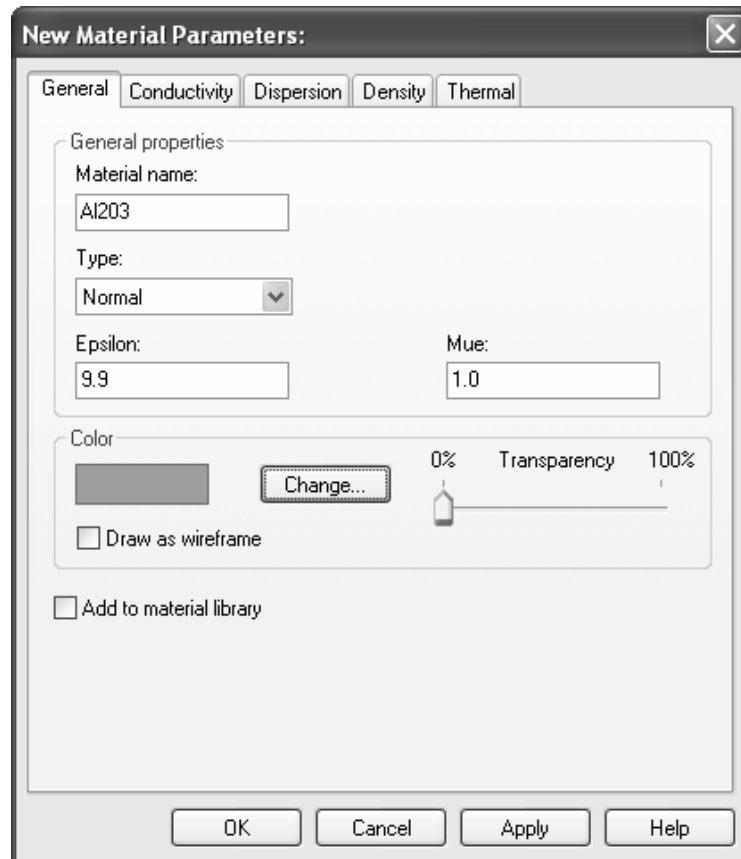 New Material Parameters:
General Conductivity Dispersion Density Thermal
General properties
Material name:
Al203
Type:
Normal
Epsilon: Mue:
9.9 1.0
Color
0% Transparency 100%
Change...
Draw as wireframe
Add to material library
OK Cancel Apply Help